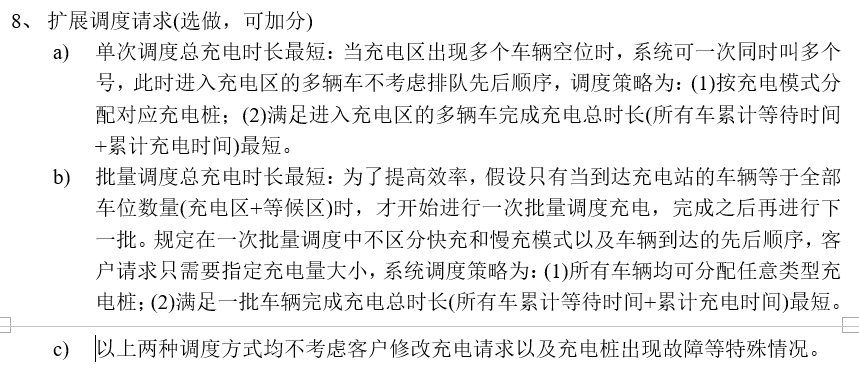 8、 扩展调度请求(选做，可加分)
a) 单次调度总充电时长最短：当充电区出现多个车辆空位时，系统可一次同时叫多个
号，此时进入充电区的多辆车不考虑排队先后顺序，调度策略为：(1)按充电模式分
配对应充电桩；(2)满足进入充电区的多辆车完成充电总时长(所有车累计等待时间
+累计充电时间)最短。
b) 批量调度总充电时长最短：为了提高效率，假设只有当到达充电站的车辆等于全部
车位数量(充电区+等候区)时，才开始进行一次批量调度充电，完成之后再进行下
一批。规定在一次批量调度中不区分快充和慢充模式以及车辆到达的先后顺序，客
户请求只需要指定充电量大小，系统调度策略为：(1)所有车辆均可分配任意类型充
电桩；(2)满足一批车辆完成充电总时长(所有车累计等待时间+累计充电时间)最短。
c) 以上两种调度方式均不考虑客户修改充电请求以及充电桩出现故障等特殊情况。